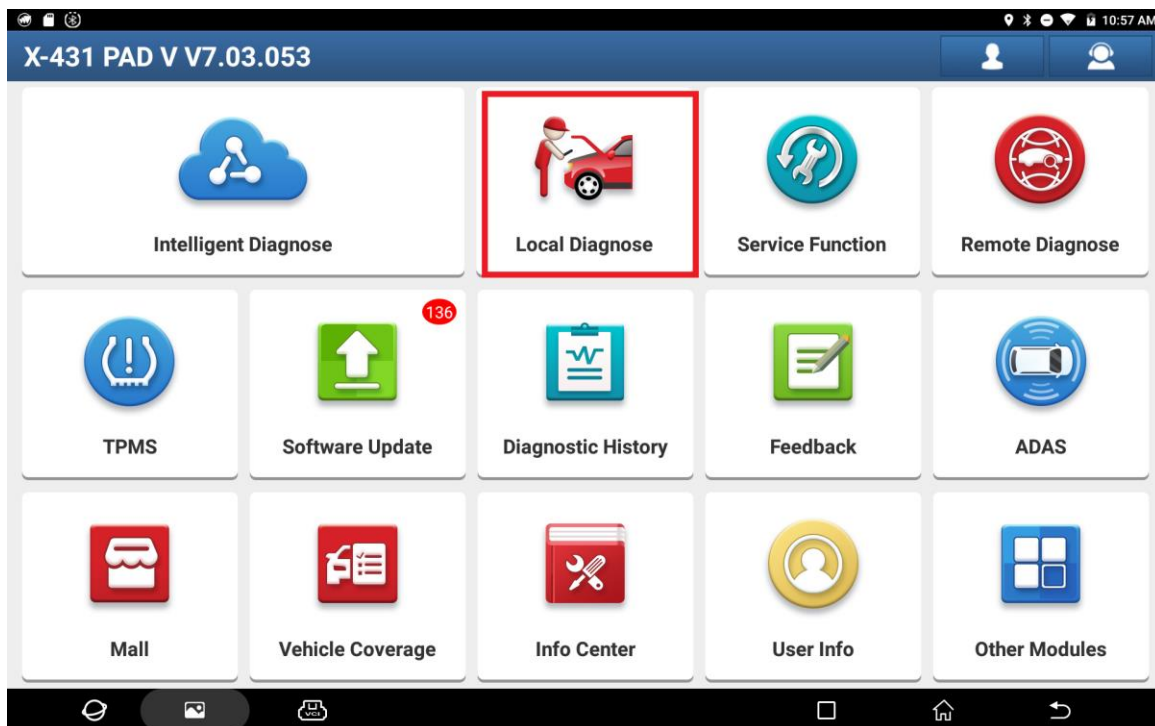 10:57 AM
X-431 PAD V V7.03.053
Intelligent Diagnose
Local Diagnose
Service Function
Remote Diagnose
136
TPMS
Software Update
Diagnostic History
Feedback
ADAS
Mall
Vehicle Coverage
Info Center
User Info
Other Modules
VCI